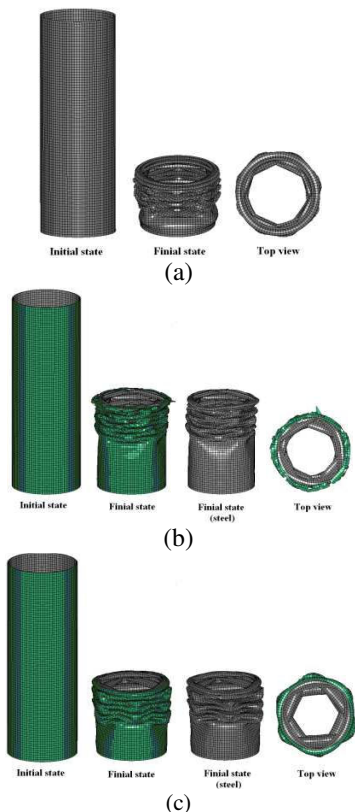 Initial state Finial state Top view
(a)
Initial state Finial state Finial state Top view
(steel)
(b)
Initial state Finial state Finial state Top view
(steel)
(c)